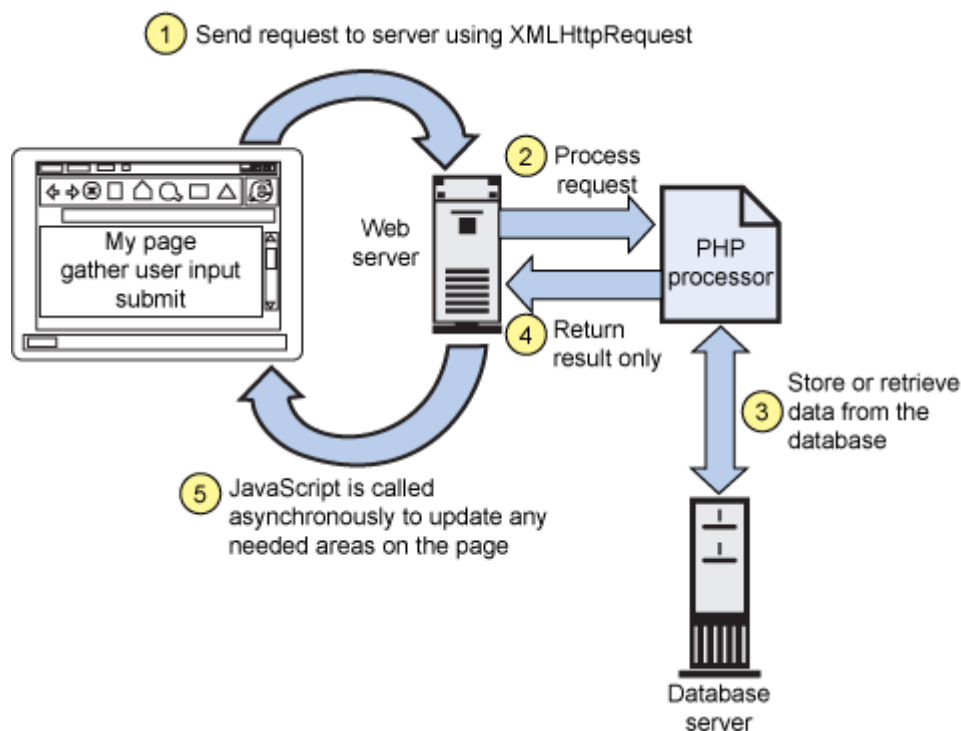 1 Send request to server using XMLHttpRequest
2 Process
request
My page
gather user input
submit
Web
server
PHP
processor
4 Return
result only
3 Store or retrieve
data from the
database
5 JavaScript is called
asynchronously to update any
needed areas on the page
Database
server